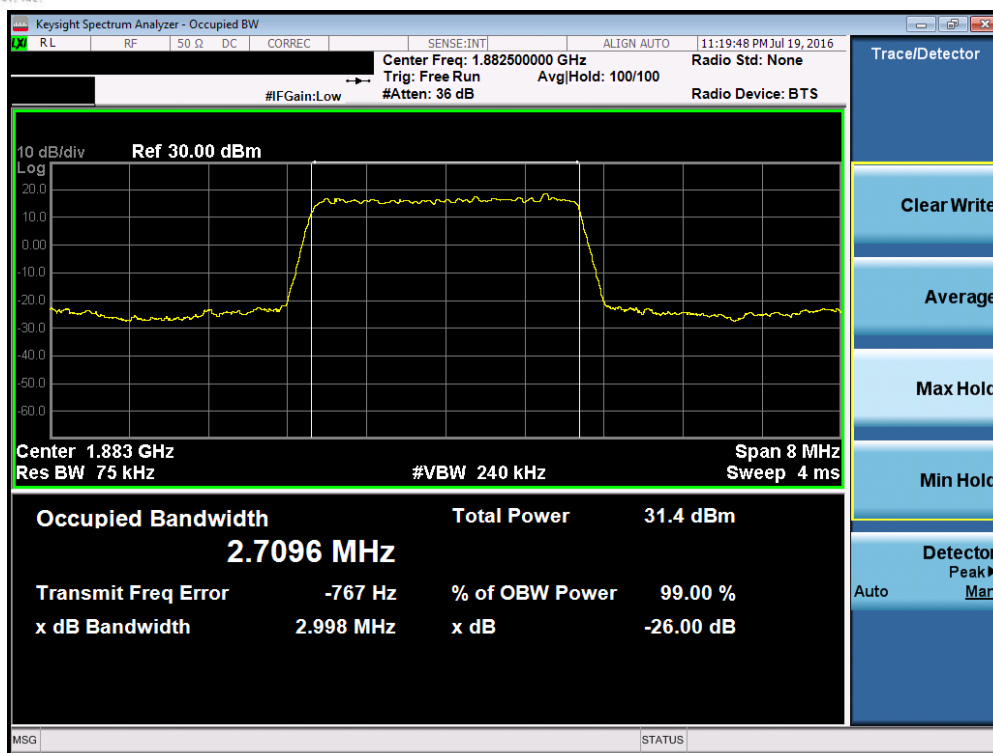 Keysight Spectrum Analyzer - Occupied BW
LXI RL RF 50 Ω DC CORREC SENSE:INT ALIGN AUTO 11:19:48 PM Jul 19, 2016
Center Freq: 1.882500000 GHz Radio Std: None
Trig: Free Run Avg|Hold: 100/100
#IFGain:Low #Atten: 36 dB Radio Device: BTS
10 dB/div Ref 30.00 dBm
Log
20.0
10.0
0.00
-10.0
-20.0
-30.0
-40.0
-50.0
-60.0
Center 1.883 GHz Span 8 MHz
Res BW 75 kHz #VBW 240 kHz Sweep 4 ms
Occupied Bandwidth Total Power 31.4 dBm
2.7096 MHz
Transmit Freq Error -767 Hz % of OBW Power 99.00 %
x dB Bandwidth 2.998 MHz x dB -26.00 dB
MSG STATUS
Trace/Detector
Clear Write
Average
Max Hold
Min Hold
Detector
Peak
Auto Man